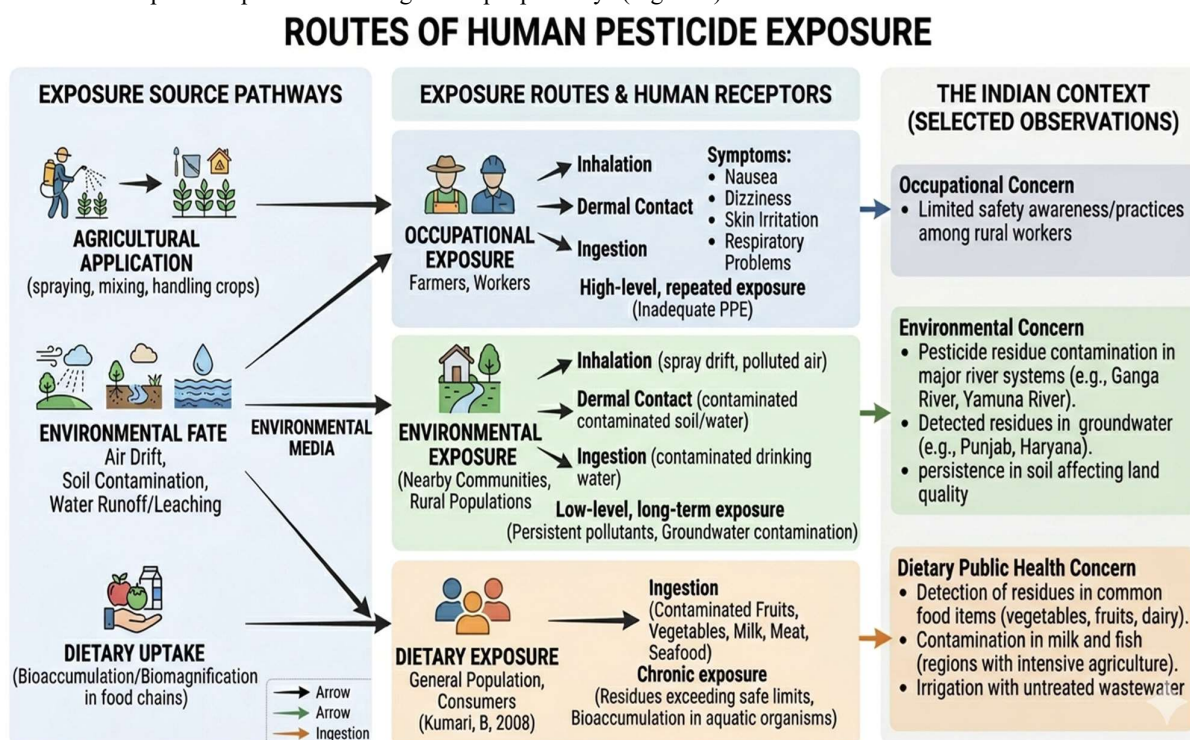 ROUTES OF HUMAN PESTICIDE EXPOSURE
EXPOSURE SOURCE PATHWAYS
AGRICULTURAL
APPLICATION
(spraying, mixing, handling crops)
ENVIRONMENTAL FATE
Air Drift,
Soil Contamination,
Water Runoff/Leaching
ENVIRONMENTAL
MEDIA
DIETARY UPTAKE
(Bioaccumulation/Biomagnification
in food chains)
Arrow
Arrow
Ingestion
EXPOSURE ROUTES & HUMAN RECEPTORS
OCCUPATIONAL
EXPOSURE
Farmers, Workers
Inhalation
Dermal Contact
Ingestion
Symptoms:
• Nausea
• Dizziness
• Skin Irritation
• Respiratory
Problems
High-level, repeated exposure
(Inadequate PPE)
ENVIRONMENTAL
EXPOSURE
(Nearby Communities,
Rural Populations
Inhalation (spray drift, polluted air)
Dermal Contact (contaminated
contaminated soil/water)
Ingestion (contaminated drinking
water)
Low-level, long-term exposure
(Persistent pollutants, Groundwater contamination)
DIETARY EXPOSURE
General Population,
Consumers
(Kumari, B, 2008)
Ingestion
(Contaminated Fruits,
Vegetables, Milk, Meat,
Seafood)
Chronic exposure
(Residues exceeding safe limits,
Bioaccumulation in aquatic organisms)
THE INDIAN CONTEXT
(SELECTED OBSERVATIONS)
Occupational Concern
• Limited safety awareness/practices
among rural workers
Environmental Concern
• Pesticide residue contamination in
major river systems (e.g., Ganga
River, Yamuna River).
• Detected residues in groundwater
(e.g., Punjab, Haryana).
• persistence in soil affecting land
quality
Dietary Public Health Concern
• Detection of residues in common
food items (vegetables, fruits, dairy).
• Contamination in milk and fish
(regions with intensive agriculture).
• Irrigation with untreated wastewater